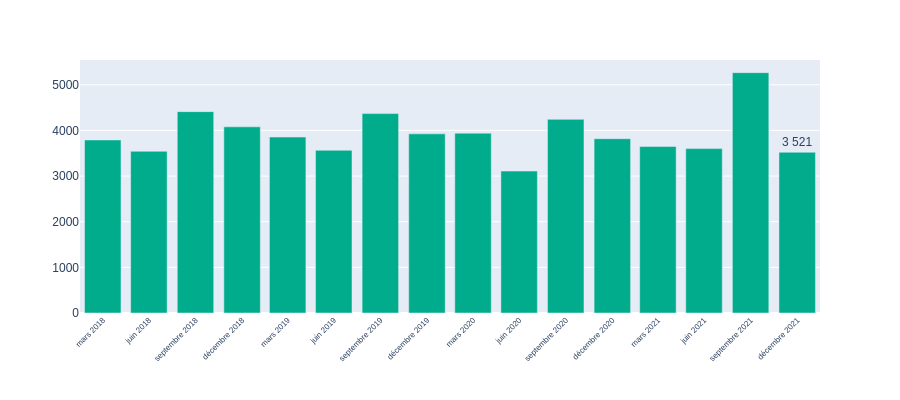 5000
4000
3000
2000
1000
0
3 521
mars 2018
juin 2018
septembre 2018
décembre 2018
mars 2019
juin 2019
septembre 2019
décembre 2019
mars 2020
juin 2020
septembre 2020
décembre 2020
mars 2021
juin 2021
septembre 2021
décembre 2021